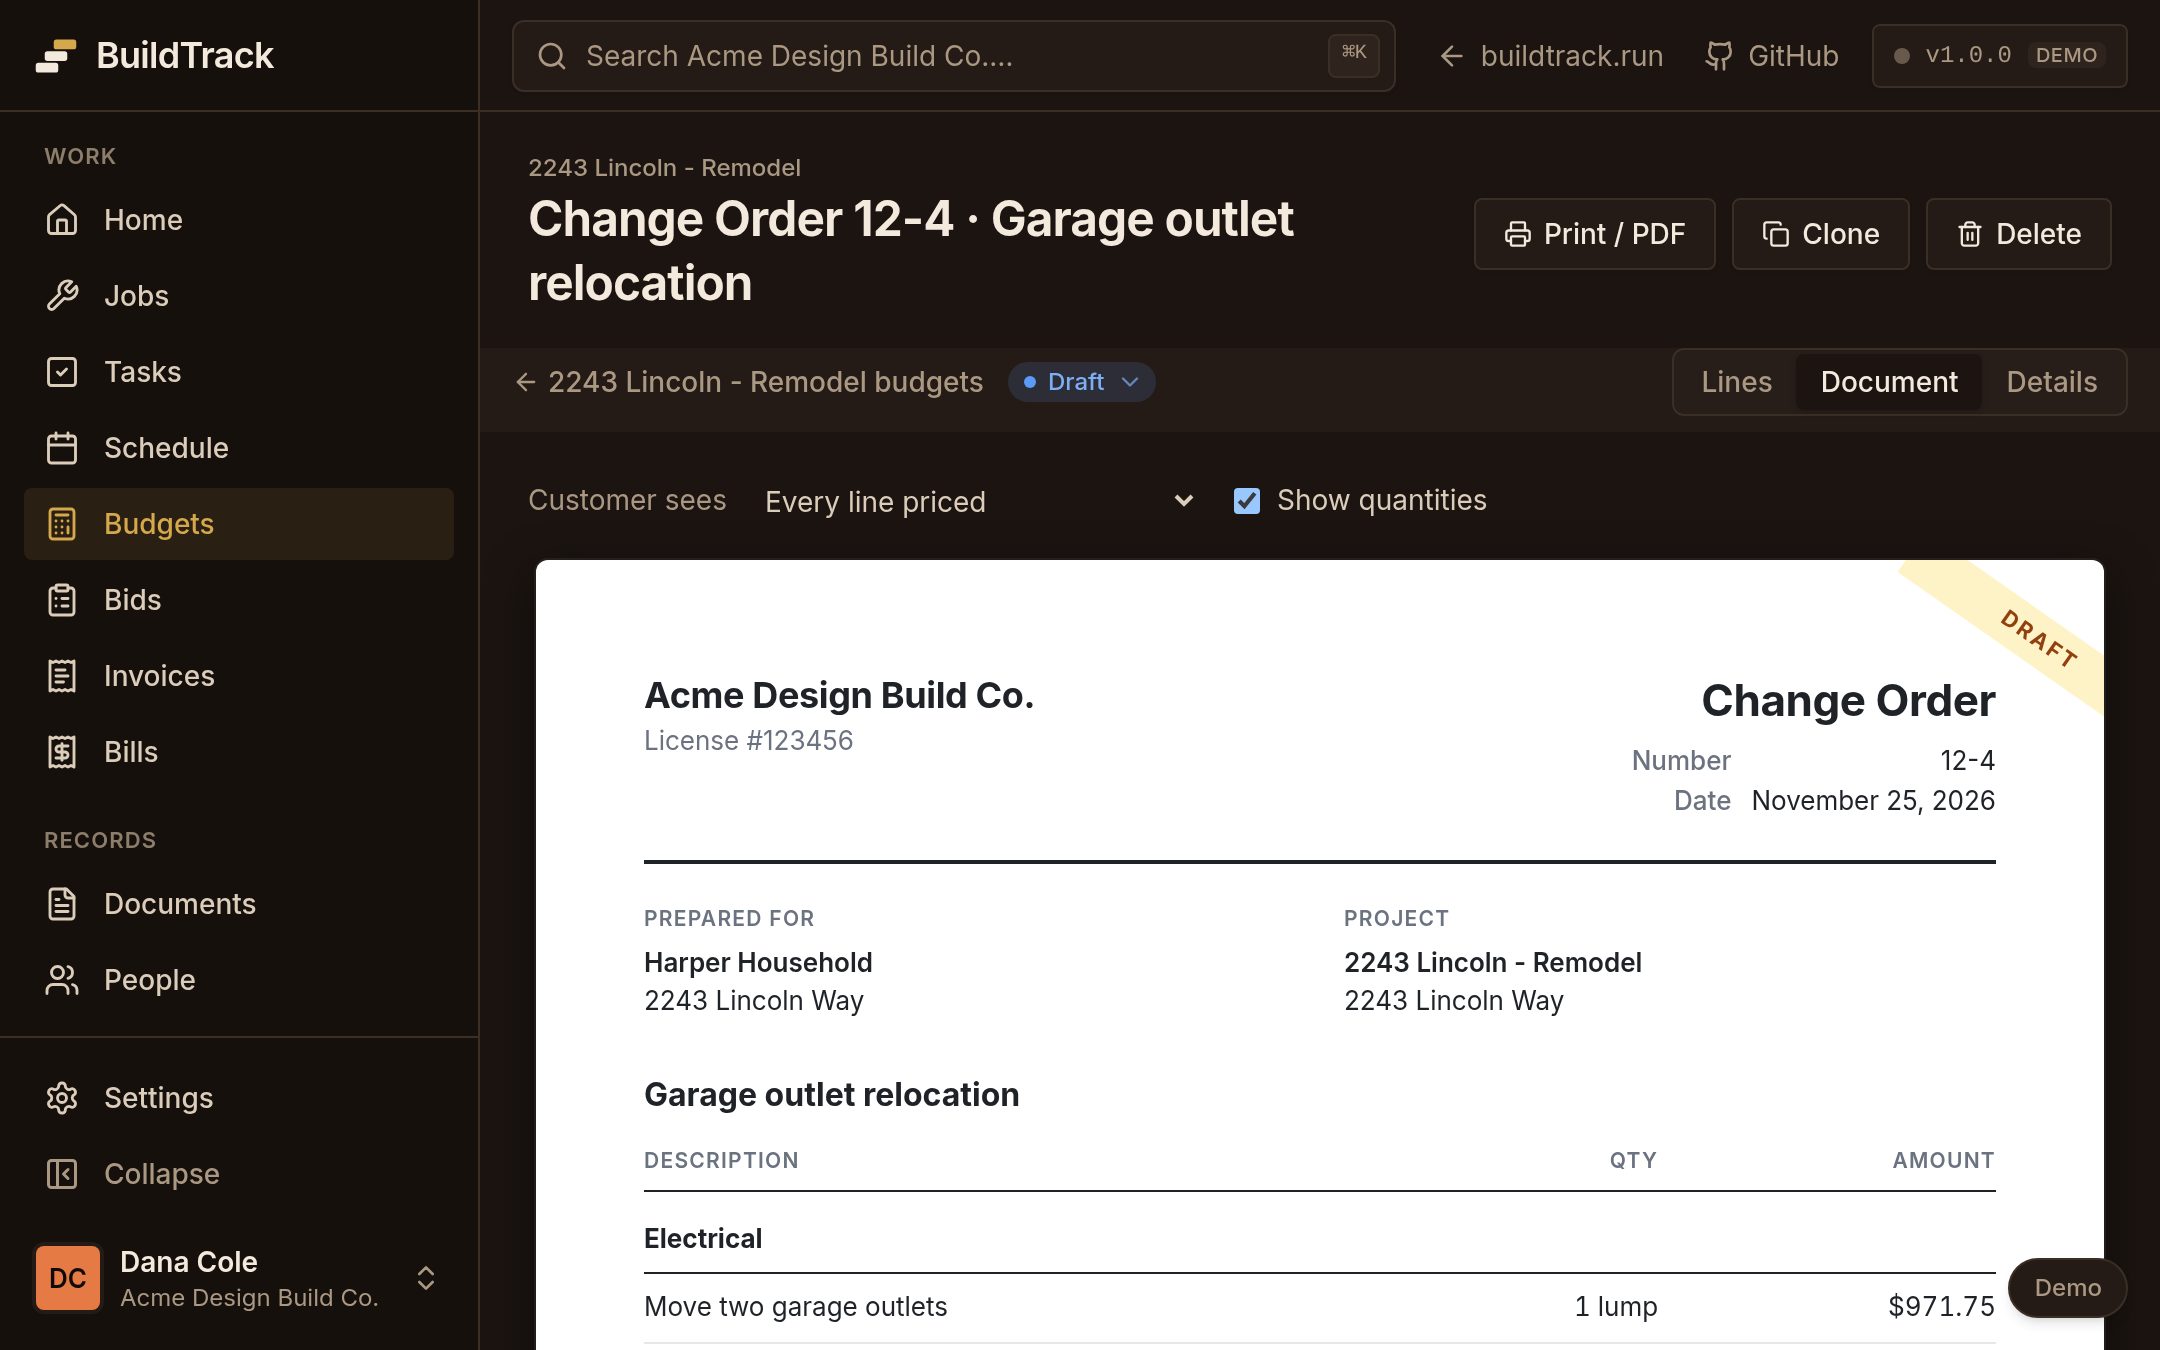 BuildTrack
Search Acme Design Build Co....
⌘K
buildtrack.run
GitHub
v1.0.0 DEMO
WORK
Home
Jobs
Tasks
Schedule
Budgets
Bids
Invoices
Bills
RECORDS
Documents
People
Settings
Collapse
DC
Dana Cole
Acme Design Build Co.
2243 Lincoln - Remodel
Change Order 12-4 · Garage outlet
relocation
Print / PDF
Clone
Delete
2243 Lincoln - Remodel budgets
Draft
Lines
Document
Details
Customer sees
Every line priced
Show quantities
DRAFT
Acme Design Build Co.
License #123456
Change Order
Number 12-4
Date November 25, 2026
PREPARED FOR
Harper Household
2243 Lincoln Way
PROJECT
2243 Lincoln - Remodel
2243 Lincoln Way
Garage outlet relocation
DESCRIPTION QTY AMOUNT
Electrical
Move two garage outlets 1 lump $971.75
Demo